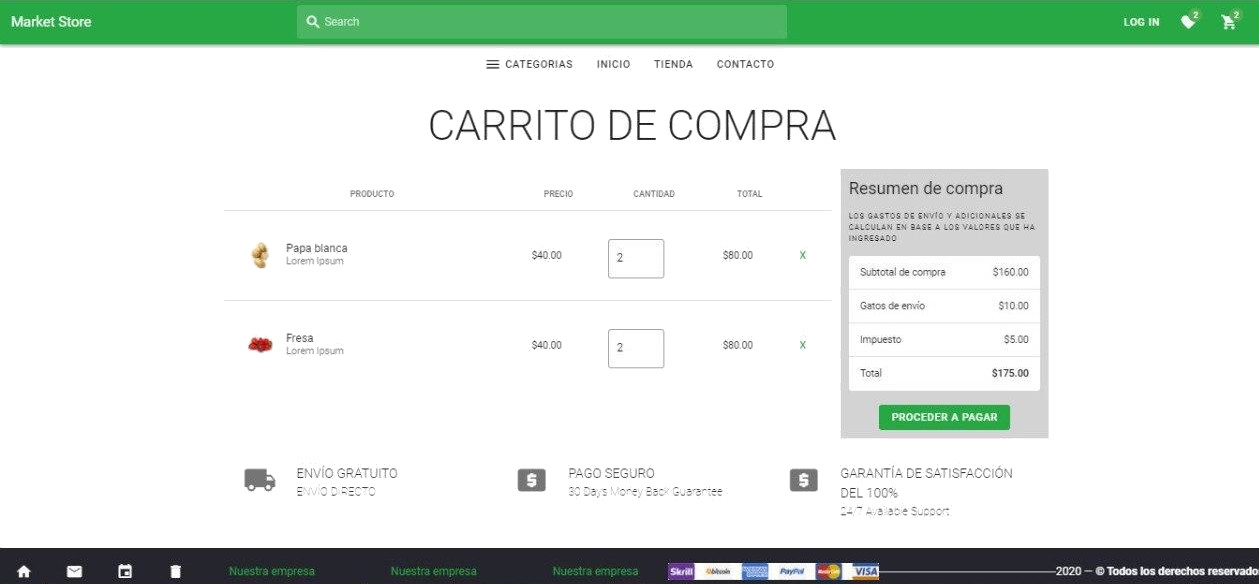 Market Store
Search
LOG IN
2
2
CATEGORIAS INICIO TIENDA CONTACTO
CARRITO DE COMPRA
PRODUCTO PRECIO CANTIDAD TOTAL
Papa blanca
Lorem Ipsum
$40.00 2 $80.00 X
Fresa
Lorem Ipsum
$40.00 2 $80.00 X
Resumen de compra
LOS GASTOS DE ENVÍO Y ADICIONALES SE
CALCULAN EN BASE A LOS VALORES QUE HA
INGRESADO
Subtotal de compra $160.00
Gatos de envío $10.00
Impuesto $5.00
Total $175.00
PROCEDER A PAGAR
ENVÍO GRATUITO
ENVÍO DIRECTO
PAGO SEGURO
30 Days Money Back Guarantee
GARANTÍA DE SATISFACCIÓN
DEL 100%
24/7 Available Support
Nuestra empresa Nuestra empresa Nuestra empresa
Skrill bitcoin AMERICAN EXPRESS PayPal MasterCard VISA
2020 — © Todos los derechos reservado